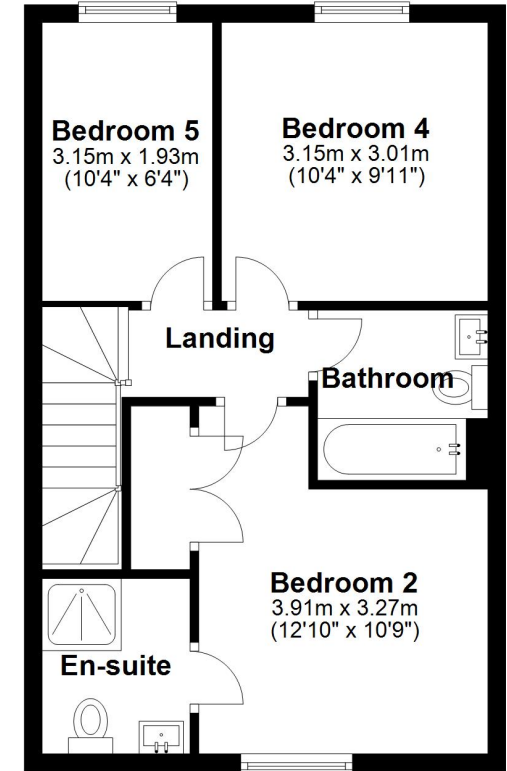 Bedroom 5
3.15m x 1.93m
(10'4" x 6'4")
Bedroom 4
3.15m x 3.01m
(10'4" x 9'11")
Landing
Bathroom
Bedroom 2
3.91m x 3.27m
(12'10" x 10'9")
En-suite